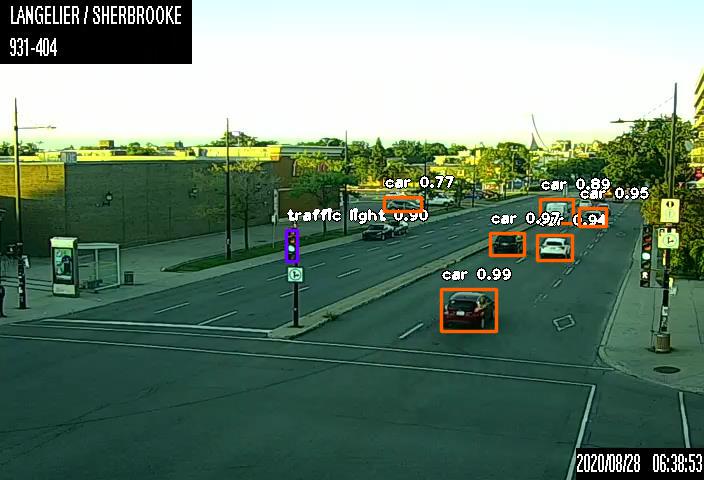 LANGELIER / SHERBROOKE
931-404
car 0.77
car 0.89
car 0.95
traffic light 0.90
car 0.97
0.94
car 0.99
2020/08/28 06:38:53